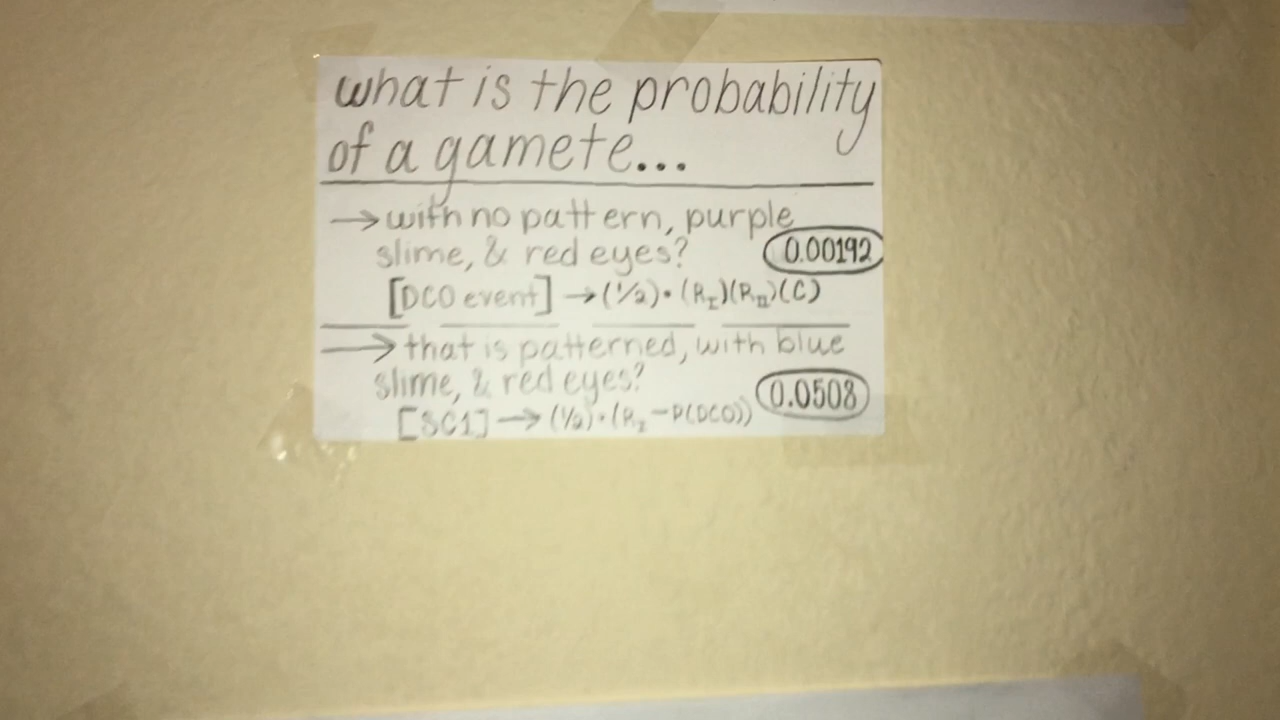 what is the probability
of a gamete...
→ with no pattern, purple
slime, & red eyes? 0.00192
[DCO event] → (1/2) • (R_I)(R_II)(C)
→ that is patterned, with blue
slime, & red eyes? 0.0508
[SC1] → (1/2) • (R_I - P(DCO))